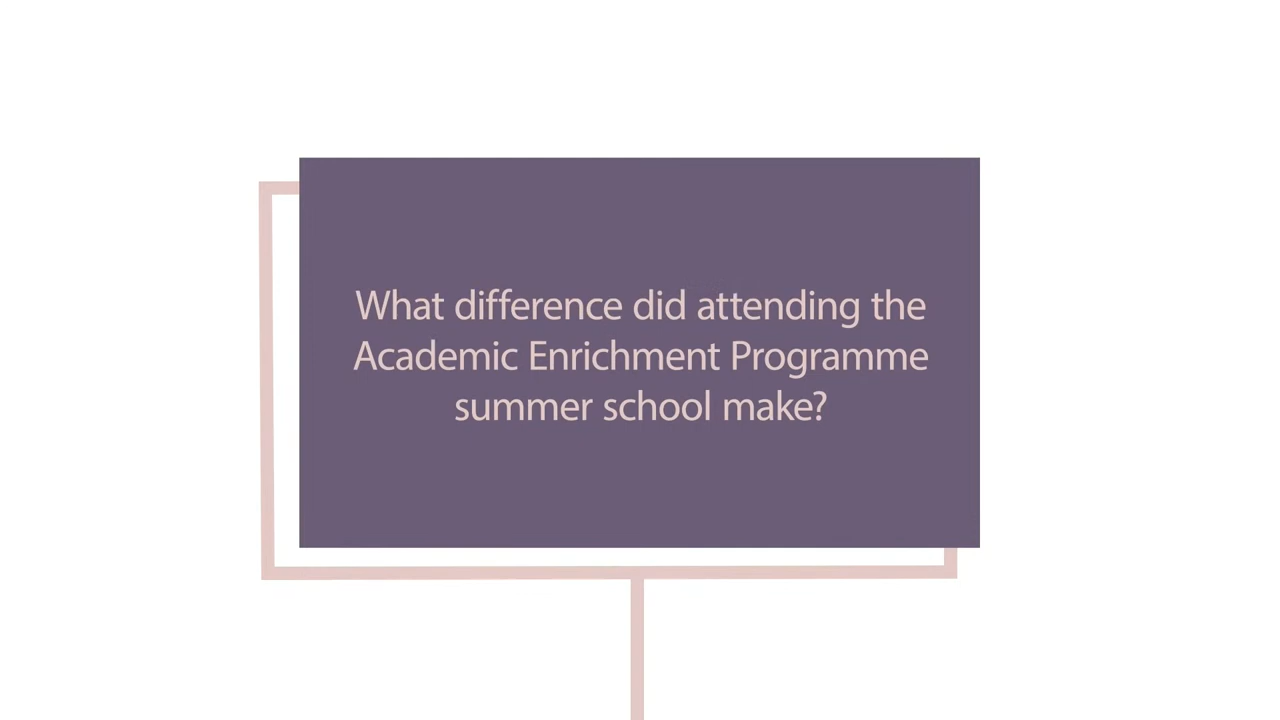 What difference did attending the
Academic Enrichment Programme
summer school make?